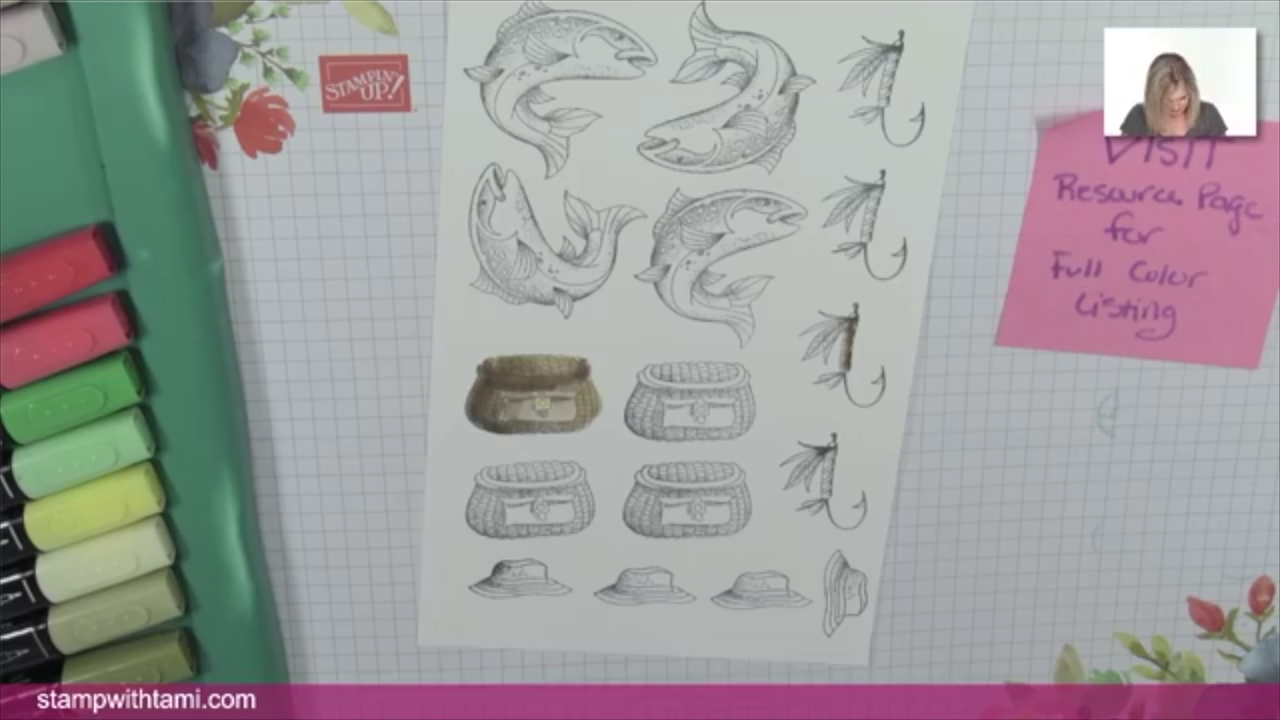 STAMPIN'
UP!
VISIT
Resource Page
for
Full Color
Listing
stampwithtami.com